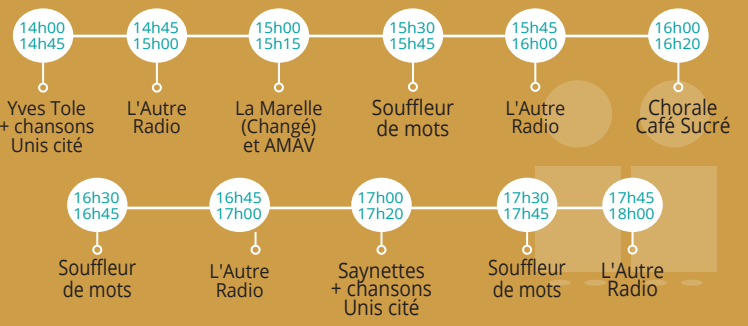 14h00
14h45
Yves Tole
+ chansons
Unis cité
14h45
15h00
L'Autre
Radio
15h00
15h15
La Marelle
(Changé)
et AMAV
15h30
15h45
Souffleur
de mots
15h45
16h00
L'Autre
Radio
16h00
16h20
Chorale
Café Sucré
16h30
16h45
Souffleur
de mots
16h45
17h00
L'Autre
Radio
17h00
17h20
Saynettes
+ chansons
Unis cité
17h30
17h45
Souffleur
de mots
17h45
18h00
L'Autre
Radio